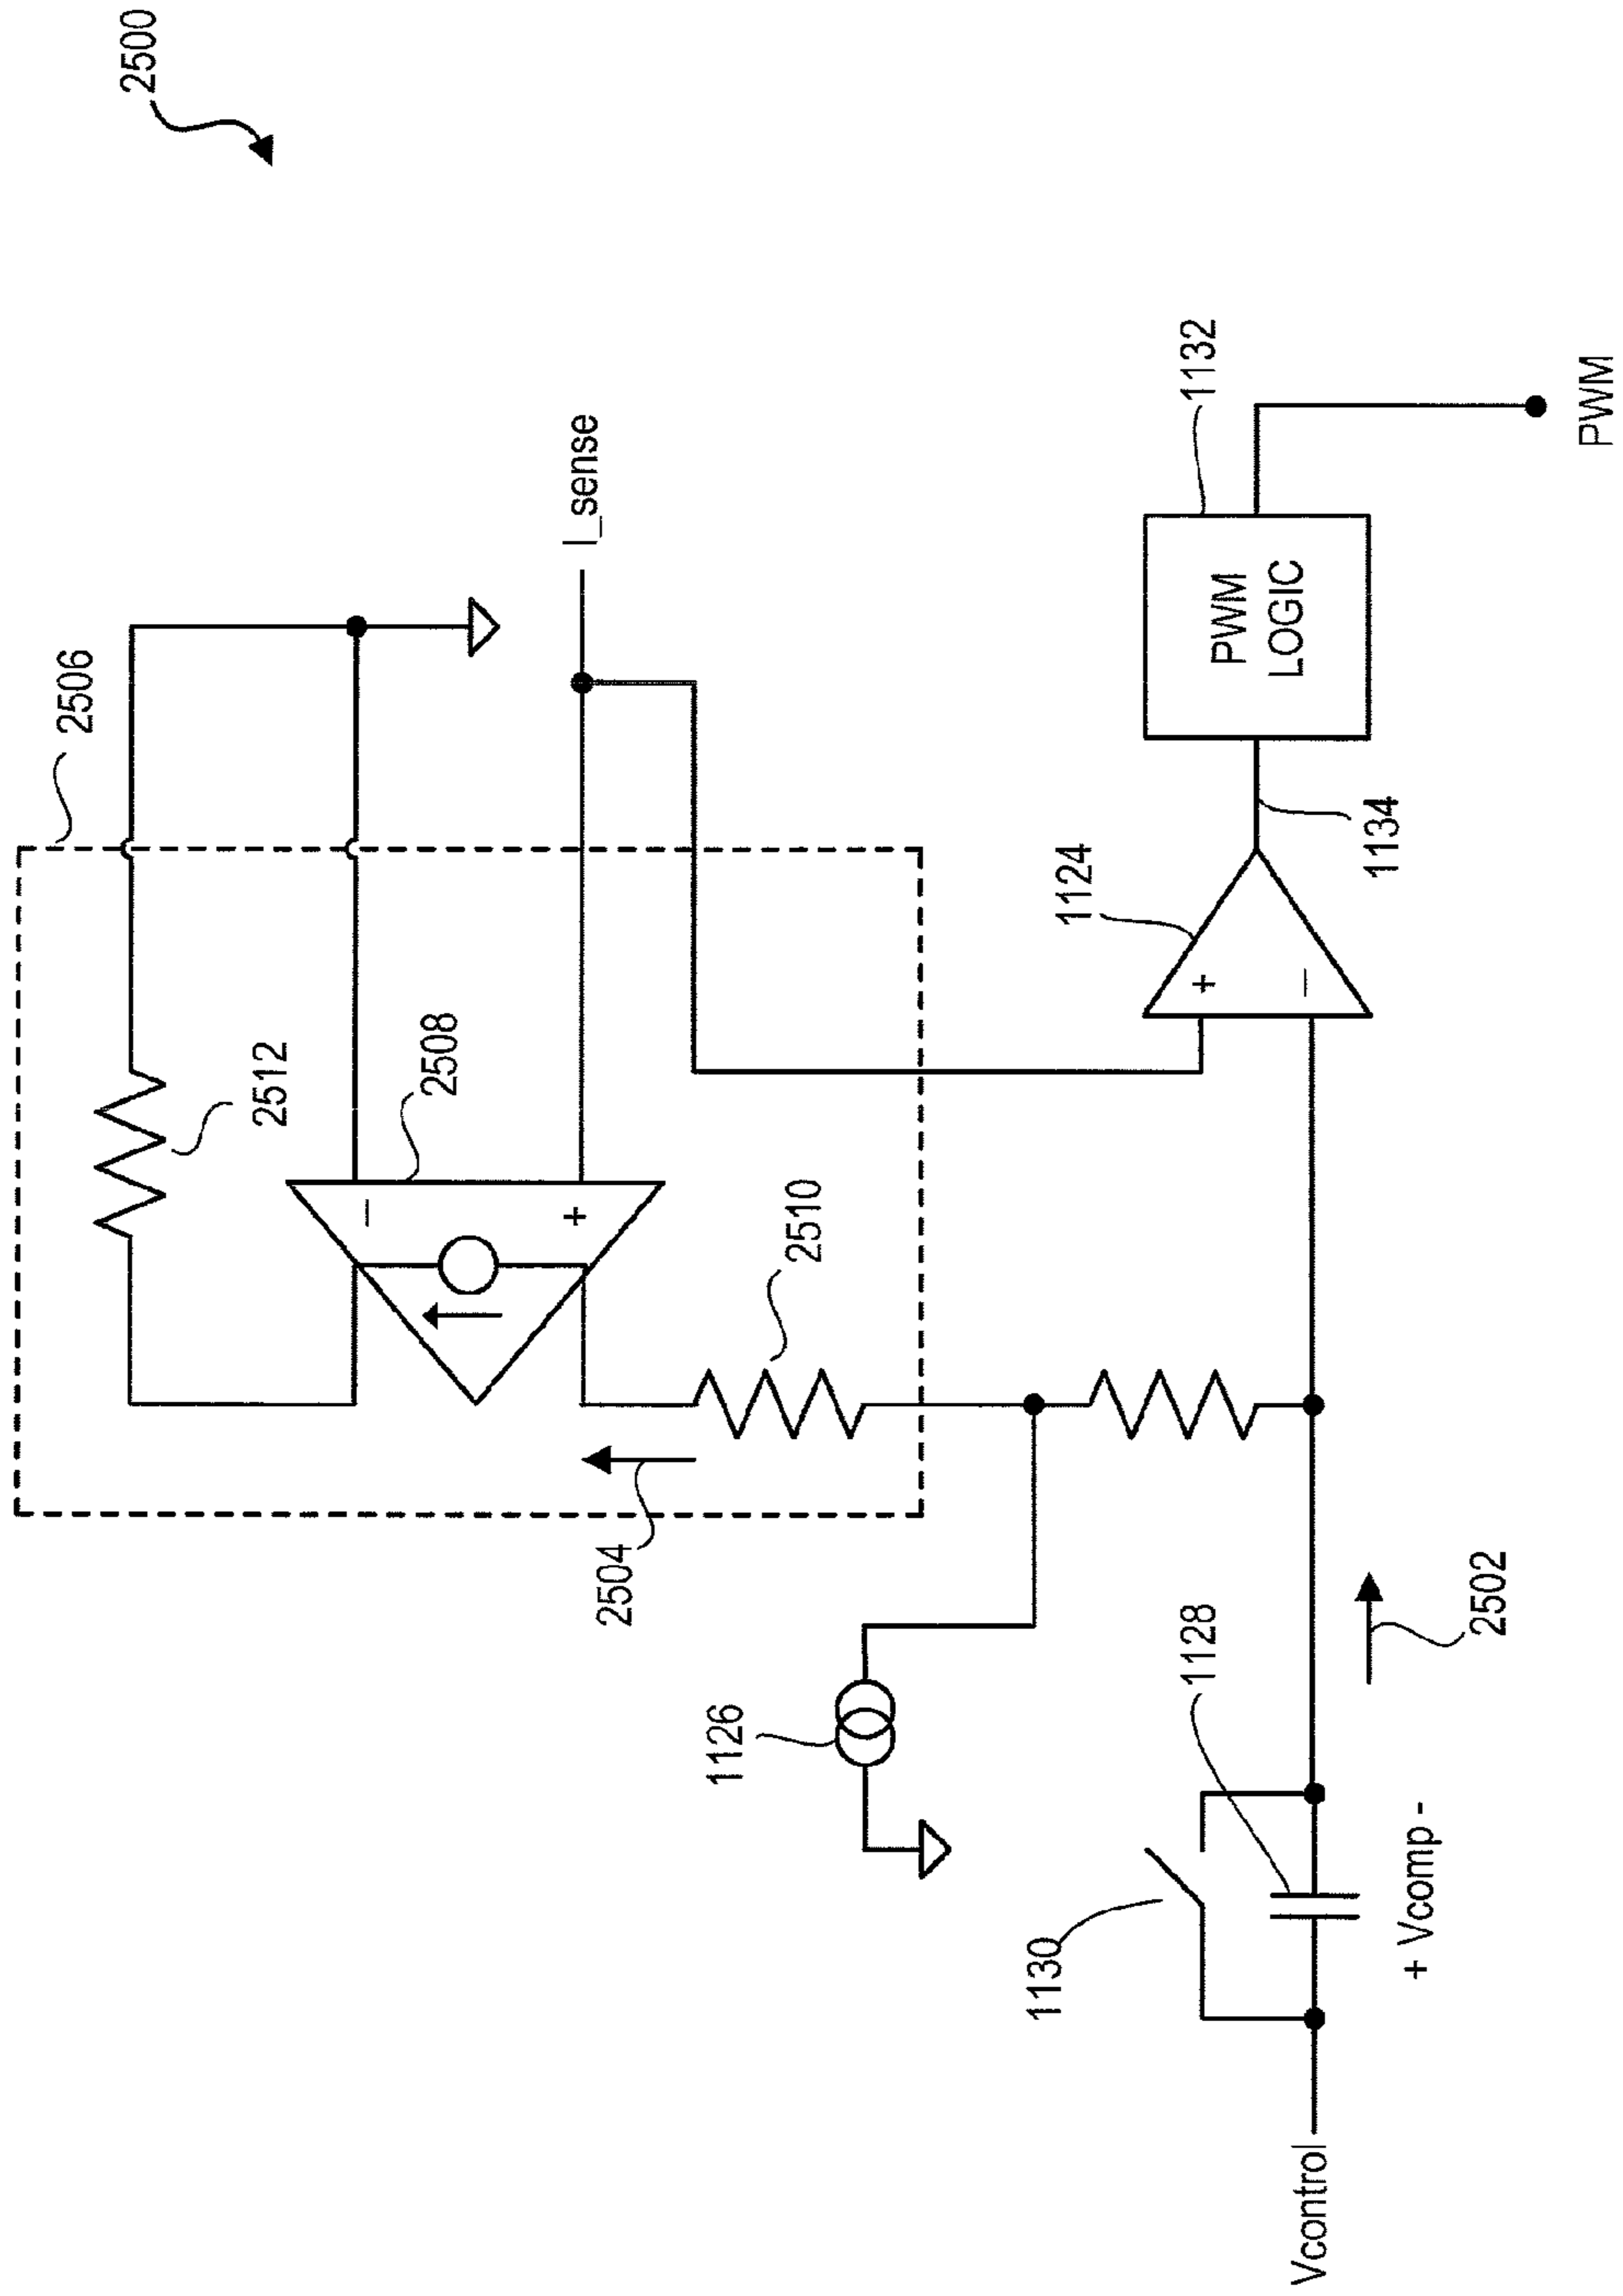 2500
2506
2512
2508
−
+
I_sense
2510
2504
1126
1124
+
−
1134
1132
PWM
LOGIC
PWM
1130
1128
2502
+ Vcomp -
Vcontrol